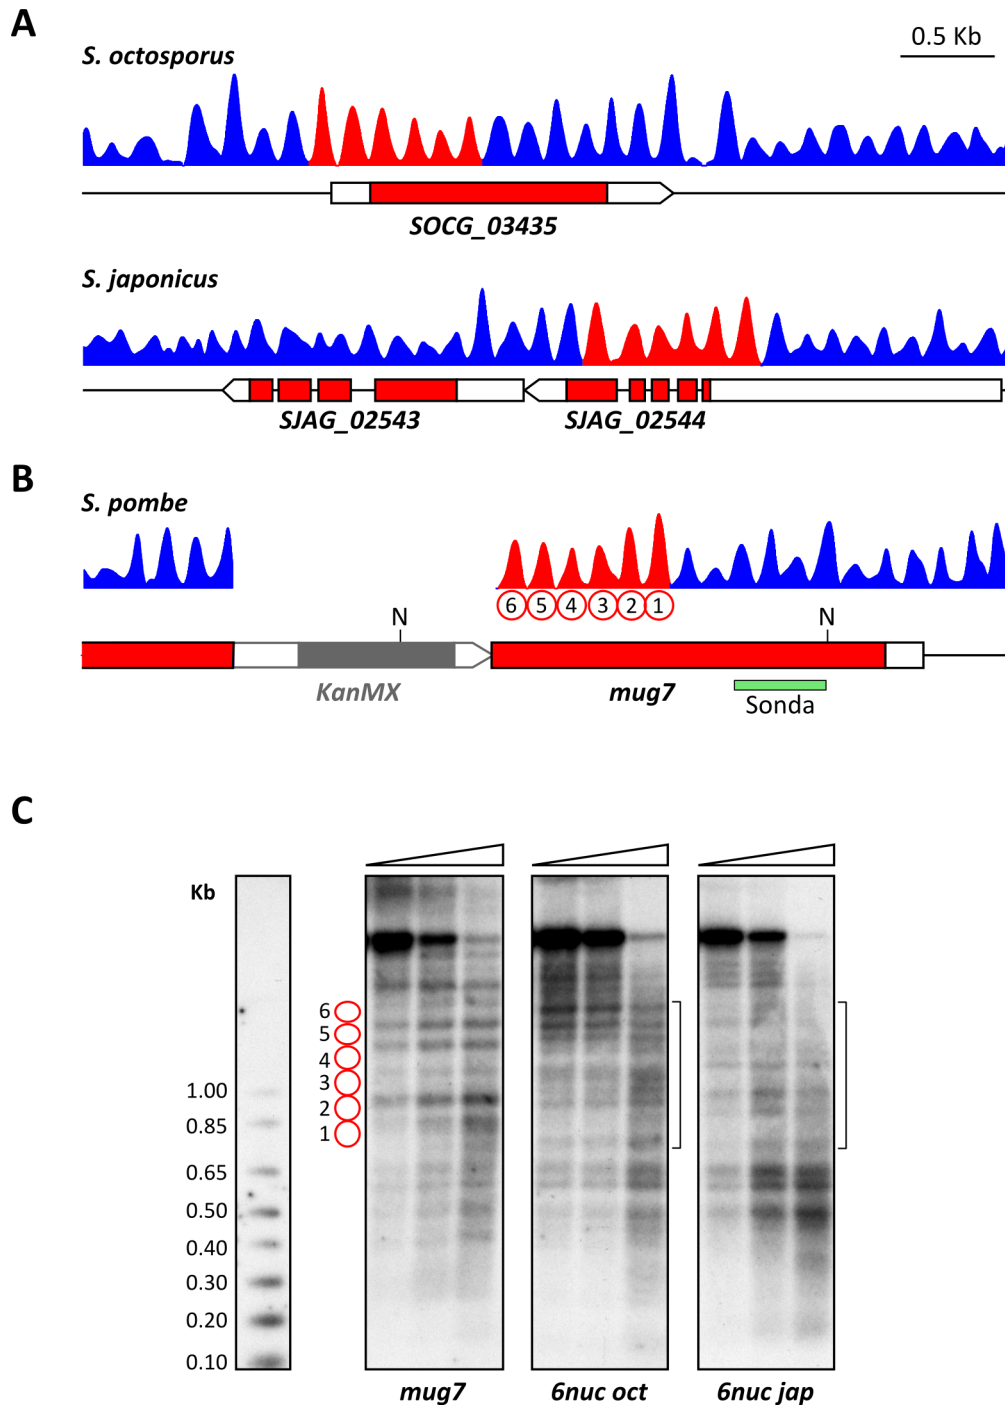 A
0.5 Kb
S. octosporus
SOCG_03435
S. japonicus
SJAG_02543
SJAG_02544
B
S. pombe
6 5 4 3 2 1
N
N
KanMX
mug7
Sonda
C
Kb
6
5
4
3
2
1
1.00
0.85
0.65
0.50
0.40
0.30
0.20
0.10
mug7
6nuc oct
6nuc jap